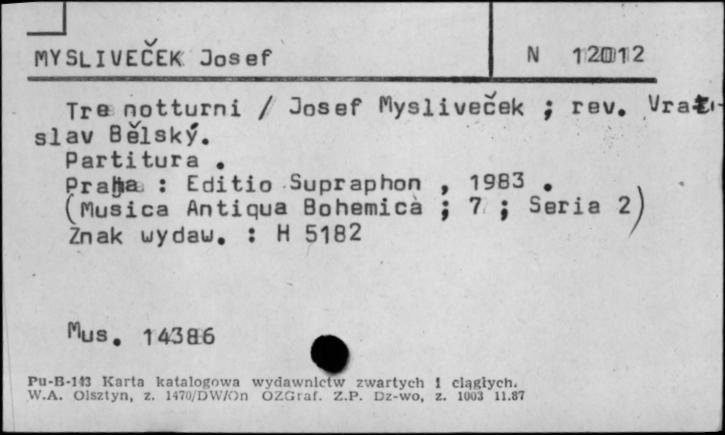 MYSLIVEČEK Josef N 12012
Tre notturni / Josef Mysliveček ; rev. Vrati-
slav Bělský.
Partitura .
Praha : Editio Supraphon , 1983 .
(Musica Antiqua Bohemica ; 7 ; Seria 2)
Znak wydaw. : H 5182
Mus. 14386
Pu-B-143 Karta katalogowa wydawnictw zwartych i ciągłych.
W.A. Olsztyn, z. 1470/DW/On OZGraf. Z.P. Dz-wo, z. 1003 11.87